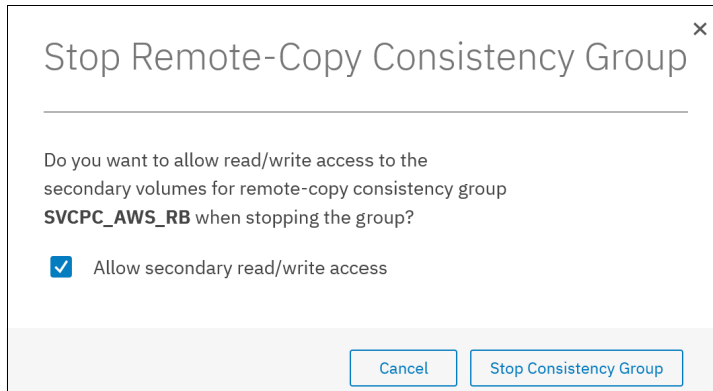 Stop Remote-Copy Consistency Group
Do you want to allow read/write access to the
secondary volumes for remote-copy consistency group
SVCPC_AWS_RB when stopping the group?
Allow secondary read/write access
Cancel
Stop Consistency Group